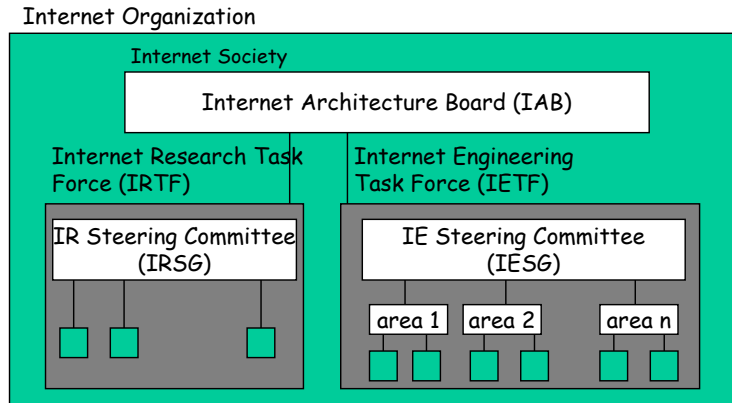 Internet Organization
Internet Society
Internet Architecture Board (IAB)
Internet Research Task
Force (IRTF)
Internet Engineering
Task Force (IETF)
IR Steering Committee
(IRSG)
IE Steering Committee
(IESG)
area 1
area 2
area n